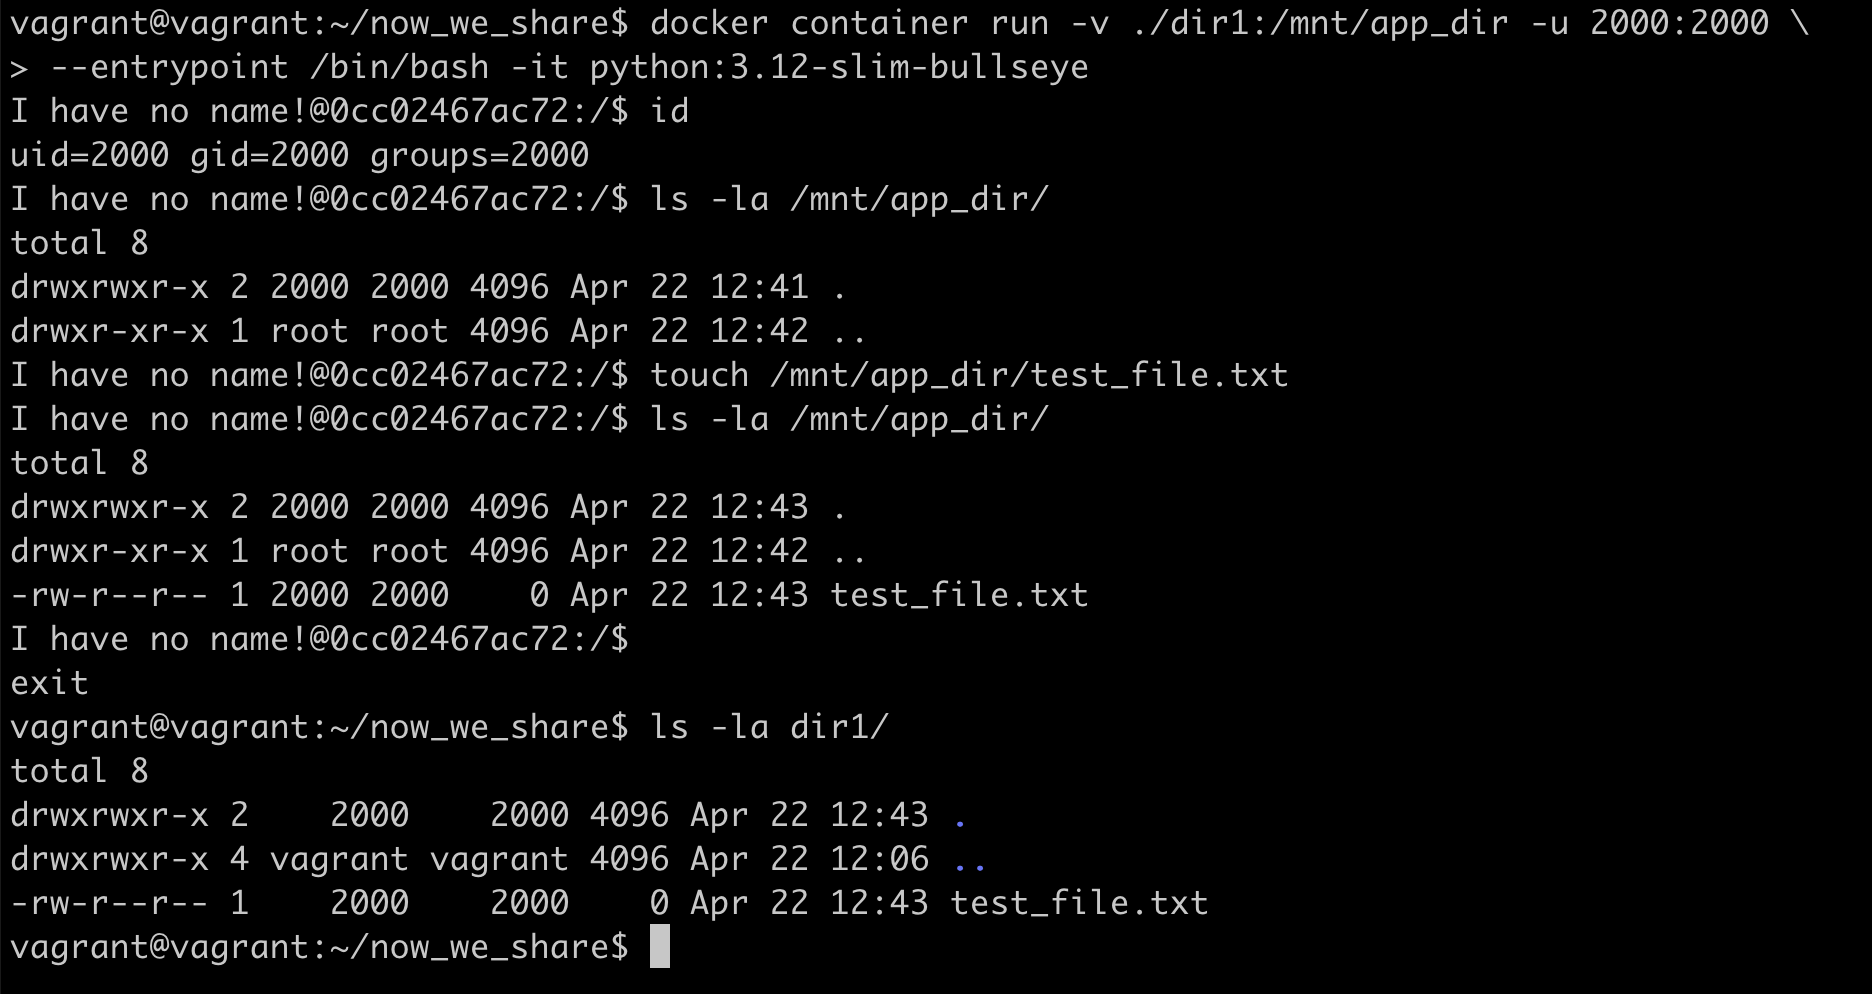 vagrant@vagrant:~/now_we_share$ docker container run -v ./dir1:/mnt/app_dir -u 2000:2000 \
> --entrypoint /bin/bash -it python:3.12-slim-bullseye
I have no name!@0cc02467ac72:/$ id
uid=2000 gid=2000 groups=2000
I have no name!@0cc02467ac72:/$ ls -la /mnt/app_dir/
total 8
drwxrwxr-x 2 2000 2000 4096 Apr 22 12:41 .
drwxr-xr-x 1 root root 4096 Apr 22 12:42 ..
I have no name!@0cc02467ac72:/$ touch /mnt/app_dir/test_file.txt
I have no name!@0cc02467ac72:/$ ls -la /mnt/app_dir/
total 8
drwxrwxr-x 2 2000 2000 4096 Apr 22 12:43 .
drwxr-xr-x 1 root root 4096 Apr 22 12:42 ..
-rw-r--r-- 1 2000 2000    0 Apr 22 12:43 test_file.txt
I have no name!@0cc02467ac72:/$
exit
vagrant@vagrant:~/now_we_share$ ls -la dir1/
total 8
drwxrwxr-x 2    2000    2000 4096 Apr 22 12:43 .
drwxrwxr-x 4 vagrant vagrant 4096 Apr 22 12:06 ..
-rw-r--r-- 1    2000    2000    0 Apr 22 12:43 test_file.txt
vagrant@vagrant:~/now_we_share$